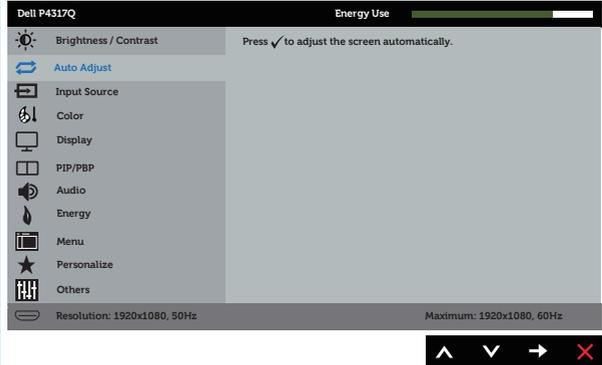 Dell P4317Q Energy Use
Brightness / Contrast
Press ✓ to adjust the screen automatically.
Auto Adjust
Input Source
Color
Display
PIP/PBP
Audio
Energy
Menu
Personalize
Others
Resolution: 1920x1080, 50Hz Maximum: 1920x1080, 60Hz